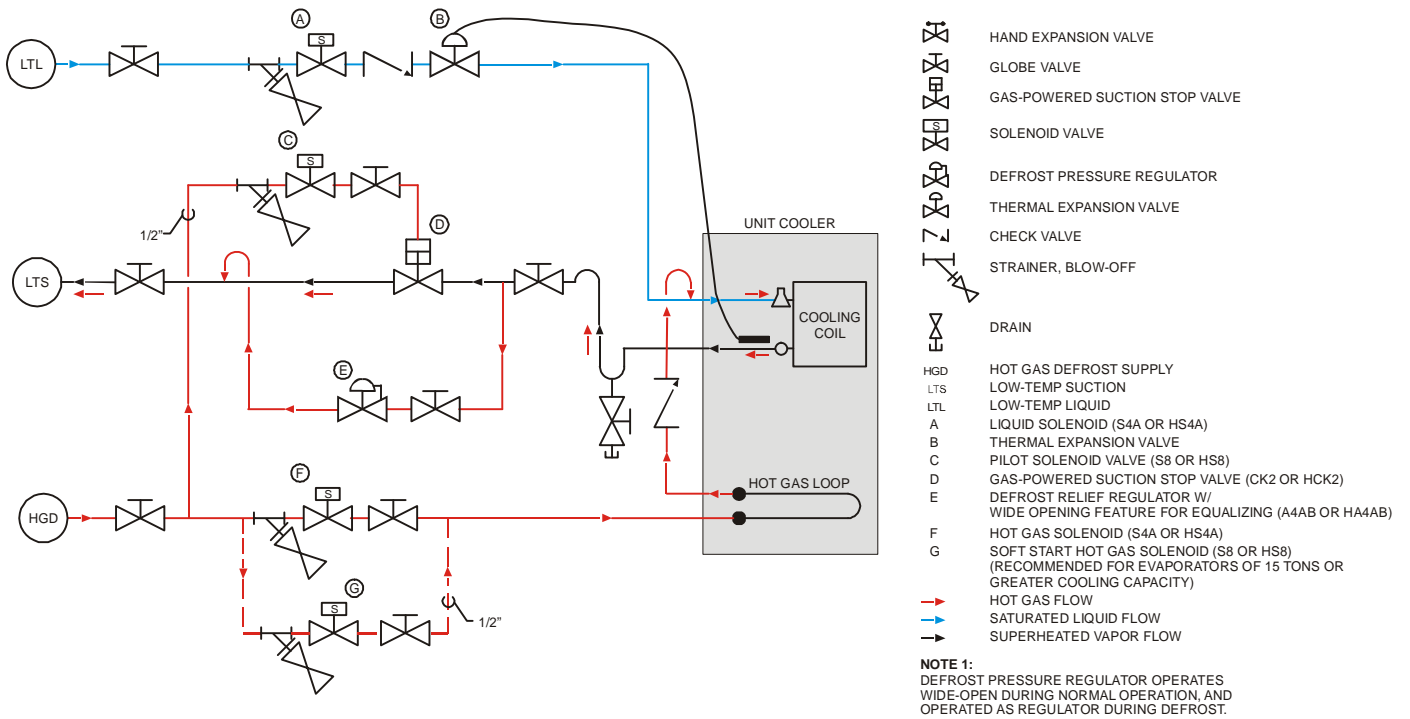 A
B
S
LTL
C
S
1/2"
D
LTS
E
UNIT COOLER
COOLING
COIL
HOT GAS LOOP
F
S
HGD
G
S
1/2"
HAND EXPANSION VALVE
GLOBE VALVE
GAS-POWERED SUCTION STOP VALVE
S
SOLENOID VALVE
DEFROST PRESSURE REGULATOR
THERMAL EXPANSION VALVE
CHECK VALVE
STRAINER, BLOW-OFF
DRAIN
HGD HOT GAS DEFROST SUPPLY
LTS LOW-TEMP SUCTION
LTL LOW-TEMP LIQUID
A LIQUID SOLENOID (S4A OR HS4A)
B THERMAL EXPANSION VALVE
C PILOT SOLENOID VALVE (S8 OR HS8)
D GAS-POWERED SUCTION STOP VALVE (CK2 OR HCK2)
E DEFROST RELIEF REGULATOR W/
WIDE OPENING FEATURE FOR EQUALIZING (A4AB OR HA4AB)
F HOT GAS SOLENOID (S4A OR HS4A)
G SOFT START HOT GAS SOLENOID (S8 OR HS8)
(RECOMMENDED FOR EVAPORATORS OF 15 TONS OR
GREATER COOLING CAPACITY)
HOT GAS FLOW
SATURATED LIQUID FLOW
SUPERHEATED VAPOR FLOW
NOTE 1:
DEFROST PRESSURE REGULATOR OPERATES
WIDE-OPEN DURING NORMAL OPERATION, AND
OPERATED AS REGULATOR DURING DEFROST.